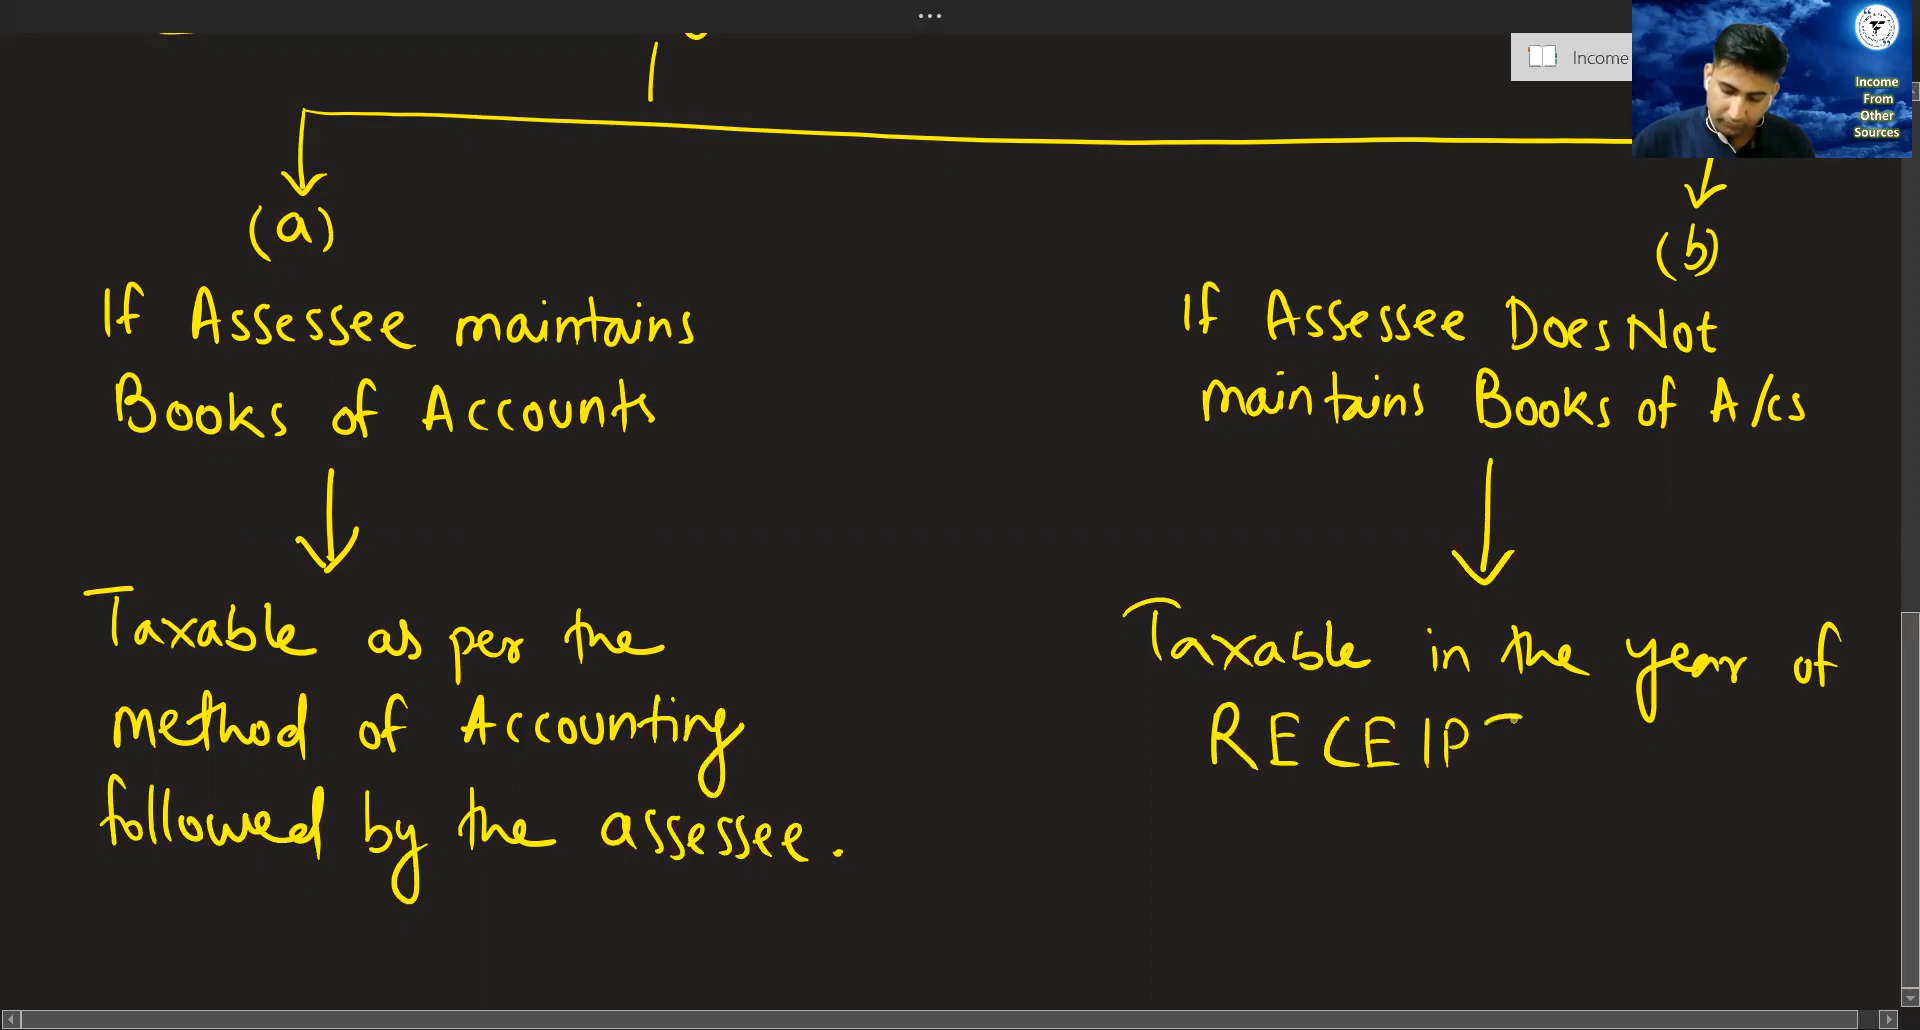 Income
Income
From
Other
Sources
(a)
If Assessee maintains
Books of Accounts
Taxable as per the
method of Accounting
followed by the assessee.
(b)
If Assessee Does Not
maintains Books of A/cs
Taxable in the year of
RECEIPT